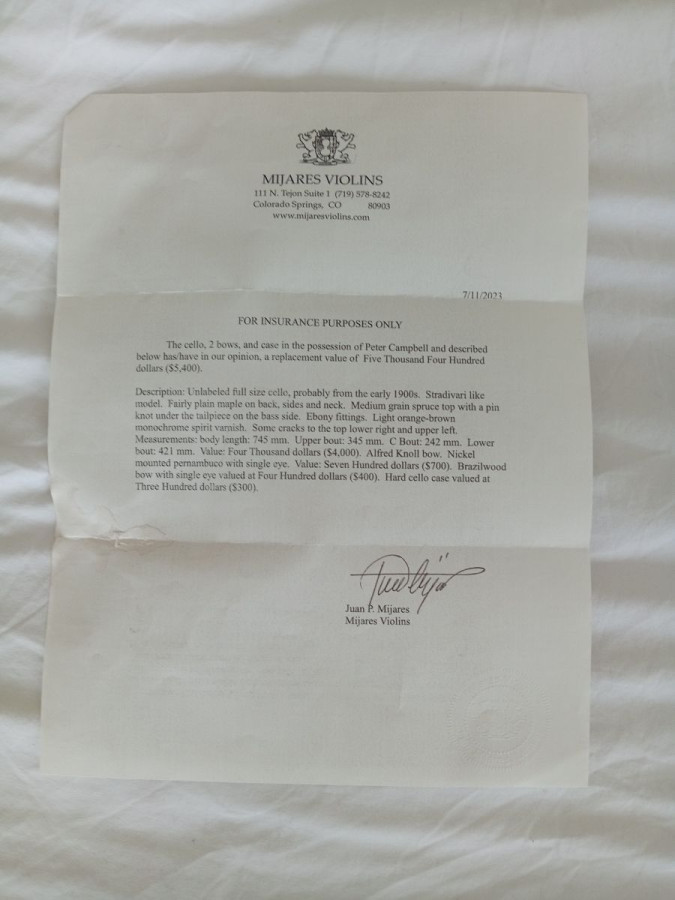 MIJARES VIOLINS
111 N. Tejon Suite 1 (719) 578-8242
Colorado Springs, CO 80903
www.mijaresviolins.com
7/11/2023
FOR INSURANCE PURPOSES ONLY
The cello, 2 bows, and case in the possession of Peter Campbell and described
below has/have in our opinion, a replacement value of Five Thousand Four Hundred
dollars ($5,400).
Description: Unlabeled full size cello, probably from the early 1900s. Stradivari like
model. Fairly plain maple on back, sides and neck. Medium grain spruce top with a pin
knot under the tailpiece on the bass side. Ebony fittings. Light orange-brown
monochrome spirit varnish. Some cracks to the top lower right and upper left.
Measurements: body length: 745 mm. Upper bout: 345 mm. C Bout: 242 mm. Lower
bout: 421 mm. Value: Four Thousand dollars ($4,000). Alfred Knoll bow. Nickel
mounted pernambuco with single eye. Value: Seven Hundred dollars ($700). Brazilwood
bow with single eye valued at Four Hundred dollars ($400). Hard cello case valued at
Three Hundred dollars ($300).
Juan P. Mijares
Mijares Violins